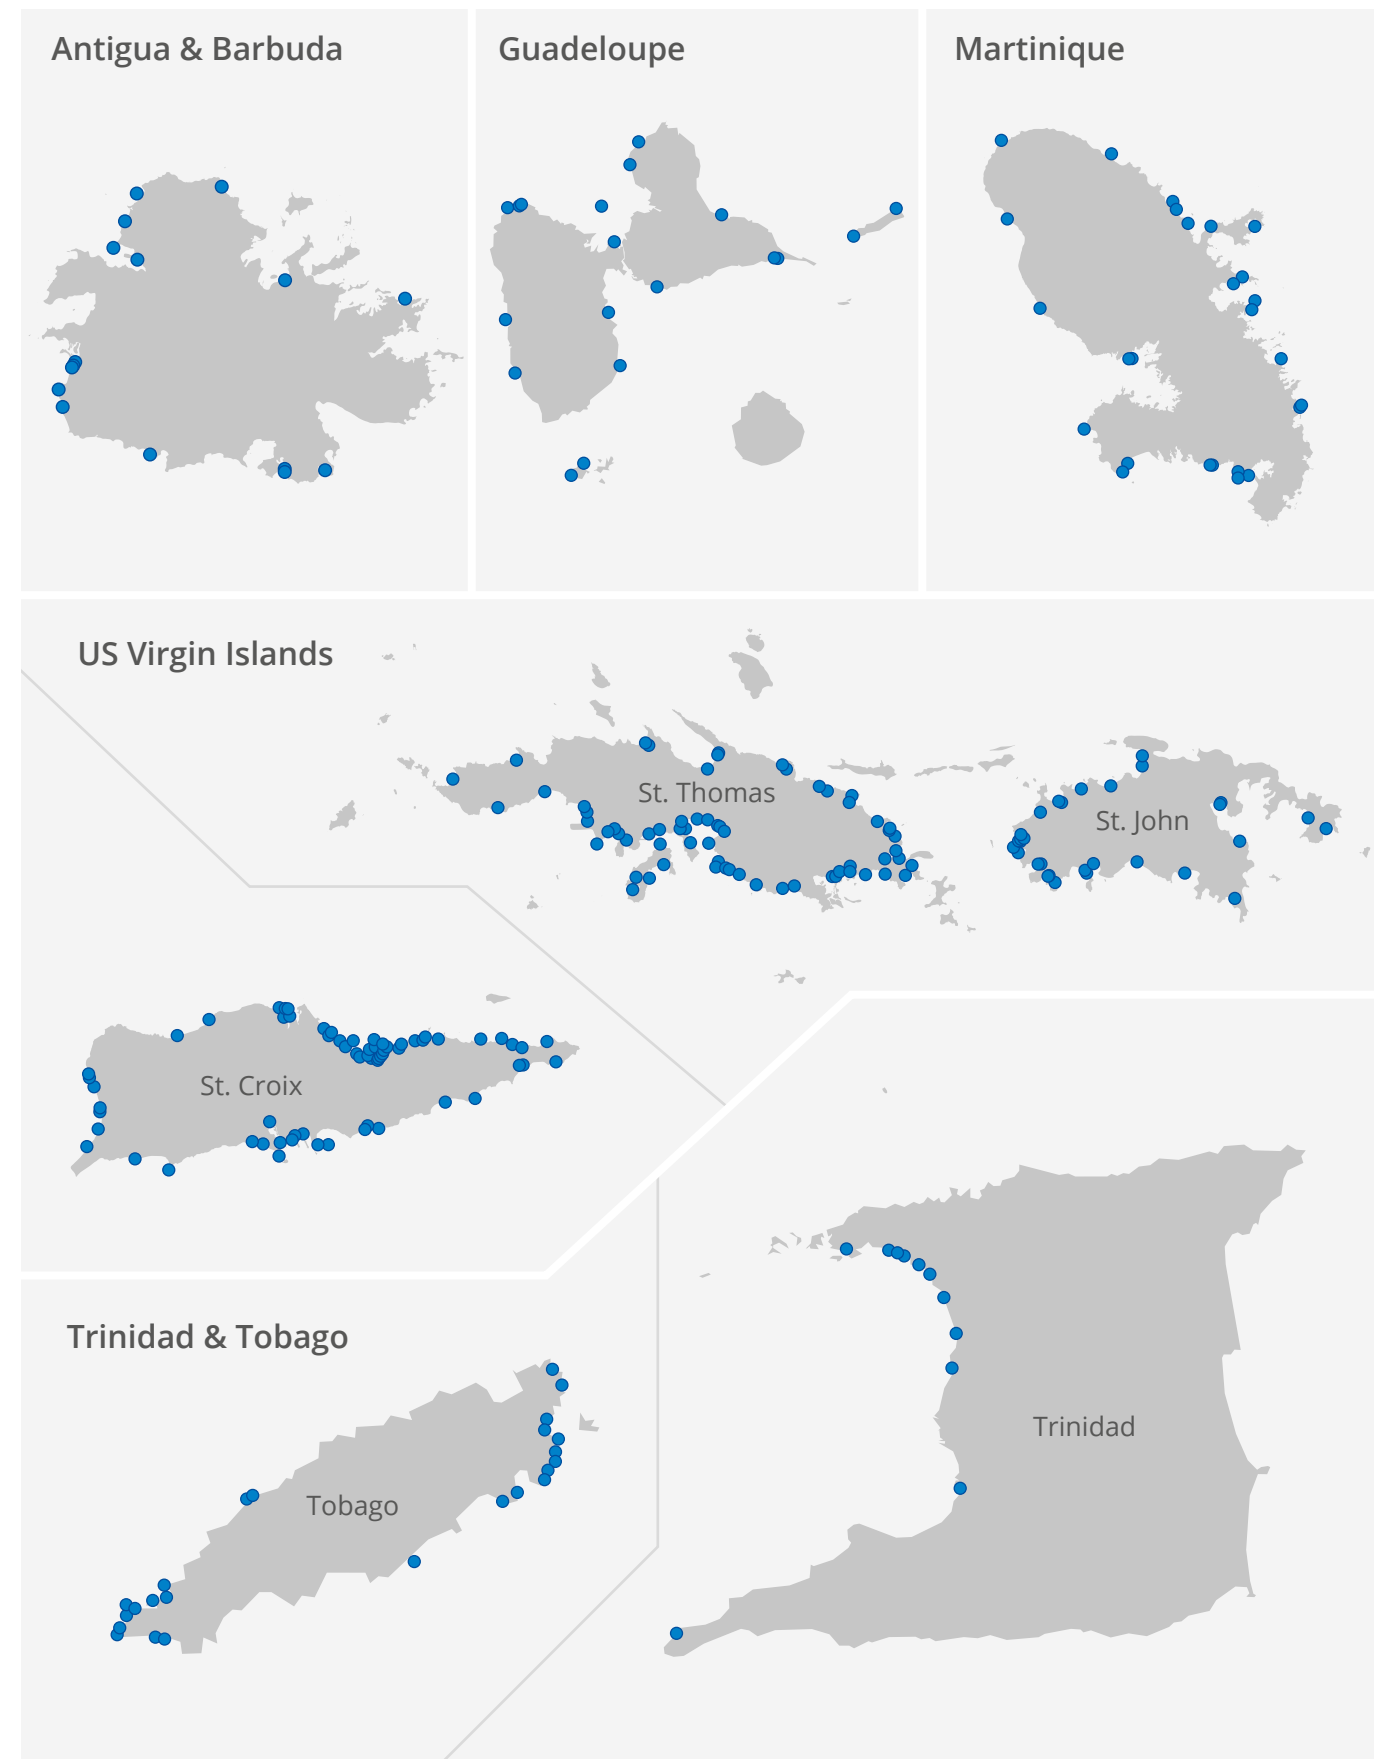 Antigua & Barbuda
Guadeloupe
Martinique
US Virgin Islands
St. Thomas
St. John
St. Croix
Trinidad & Tobago
Trinidad
Tobago